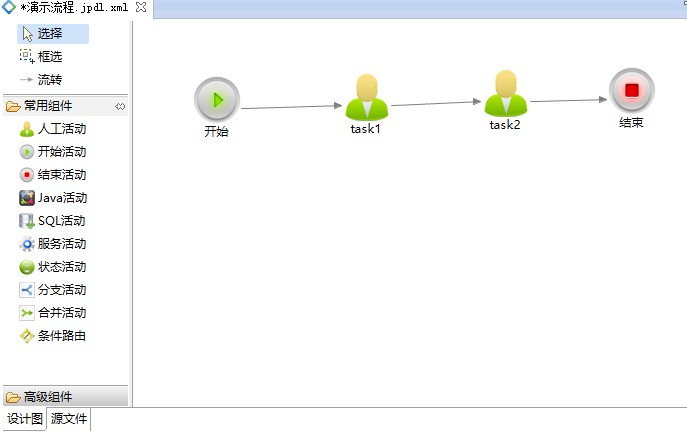 *演示流程.jpdl.xml
选择
框选
流转
常用组件
人工活动
开始活动
结束活动
Java活动
SQL活动
服务活动
状态活动
分支活动
合并活动
条件路由
高级组件
设计图 源文件
开始
task1
task2
结束